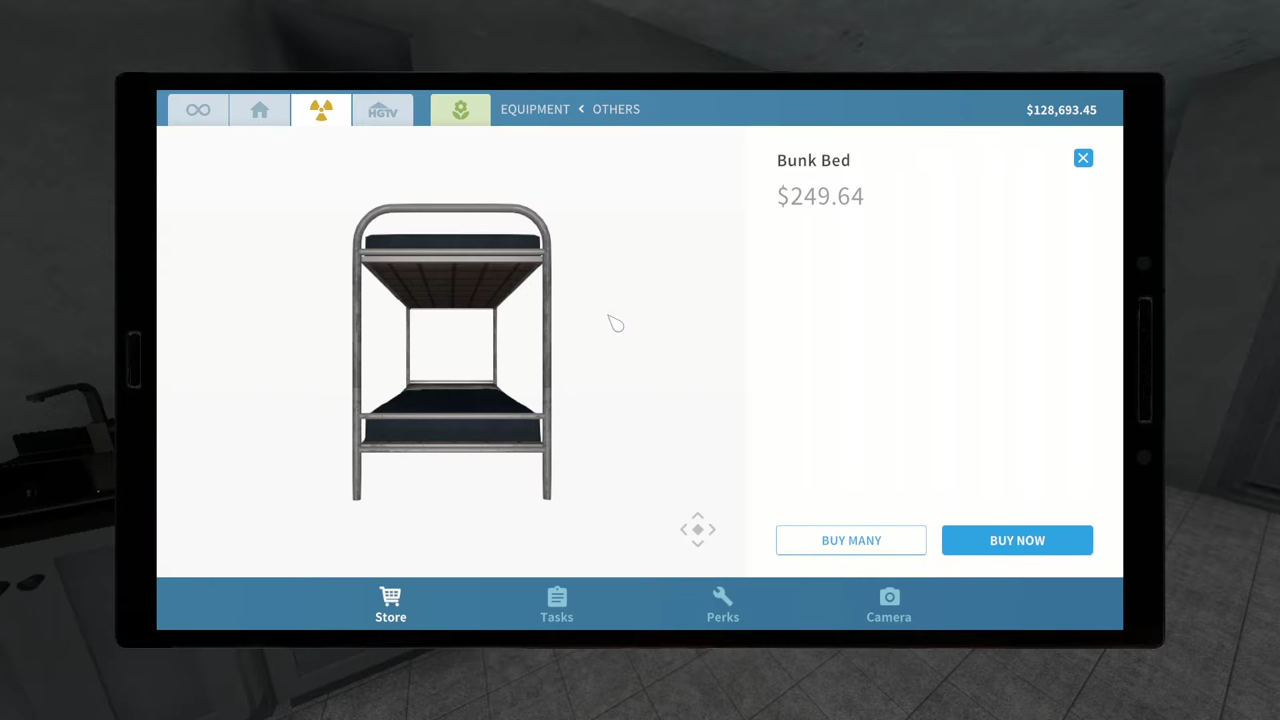 HGTV
EQUIPMENT < OTHERS
$128,693.45
Bunk Bed
$249.64
BUY MANY
BUY NOW
Store
Tasks
Perks
Camera